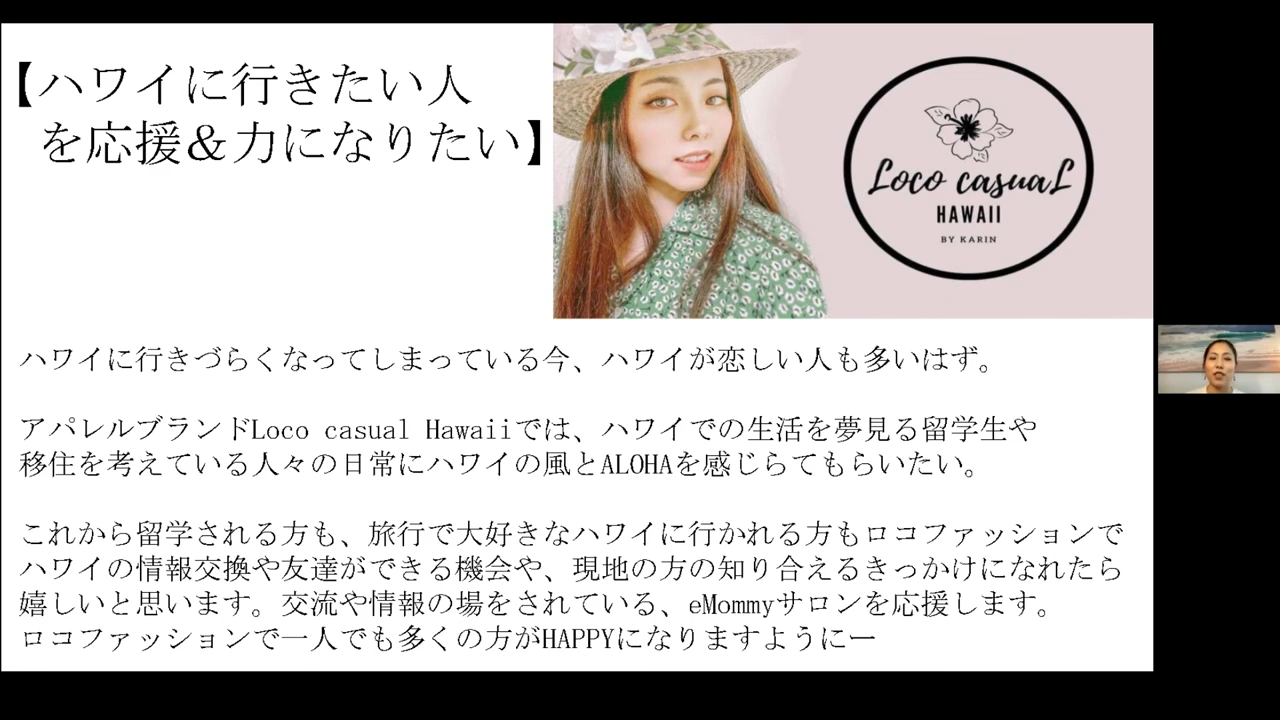 【ハワイに行きたい人
を応援＆力になりたい】
Loco casuaL
HAWAII
BY KARIN
ハワイに行きづらくなってしまっている今、ハワイが恋しい人も多いはず。
アパレルブランドLoco casual Hawaiiでは、ハワイでの生活を夢見る留学生や
移住を考えている人々の日常にハワイの風とALOHAを感じらてもらいたい。
これから留学される方も、旅行で大好きなハワイに行かれる方もロコファッションで
ハワイの情報交換や友達ができる機会や、現地の方の知り合えるきっかけになれたら
嬉しいと思います。交流や情報の場をされている、eMommyサロンを応援します。
ロコファッションで一人でも多くの方がHAPPYになりますようにー